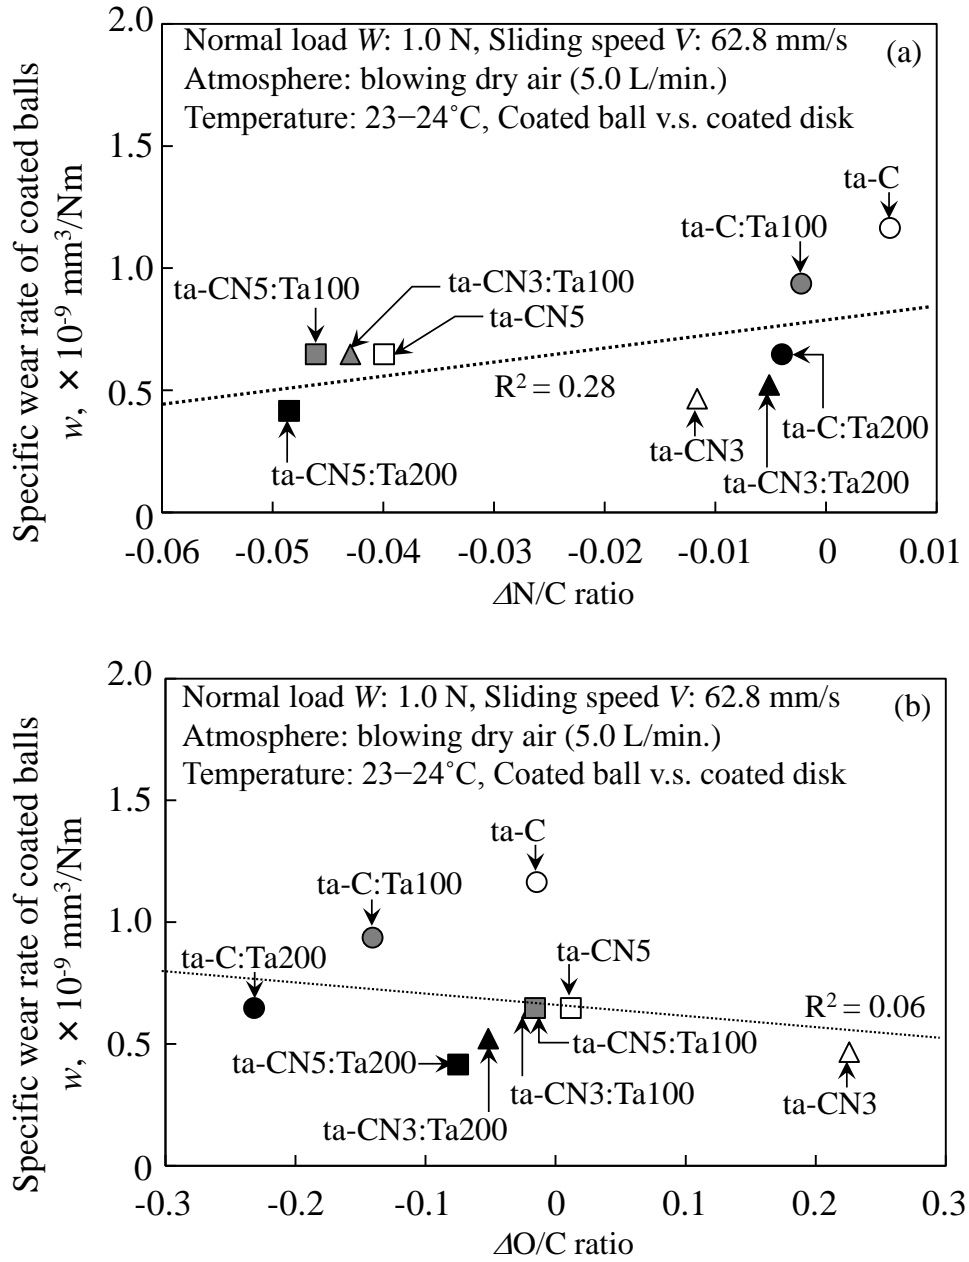 2.0
Normal load W: 1.0 N, Sliding speed V: 62.8 mm/s
(a)
Atmosphere: blowing dry air (5.0 L/min.)
Temperature: 23−24˚C, Coated ball v.s. coated disk
1.5
ta-C
ta-C:Ta100
1.0
ta-CN5:Ta100
ta-CN3:Ta100
ta-CN5
R² = 0.28
0.5
ta-C:Ta200
ta-CN3
ta-CN5:Ta200
ta-CN3:Ta200
0
-0.06 -0.05 -0.04 -0.03 -0.02 -0.01 0 0.01
ΔN/C ratio
Specific wear rate of coated balls
w, × 10⁻⁹ mm³/Nm
2.0
Normal load W: 1.0 N, Sliding speed V: 62.8 mm/s
(b)
Atmosphere: blowing dry air (5.0 L/min.)
Temperature: 23−24˚C, Coated ball v.s. coated disk
1.5
ta-C
ta-C:Ta100
1.0
ta-C:Ta200
ta-CN5
R² = 0.06
0.5
ta-CN5:Ta100
ta-CN5:Ta200
ta-CN3:Ta100
ta-CN3
ta-CN3:Ta200
0
-0.3 -0.2 -0.1 0 0.1 0.2 0.3
ΔO/C ratio
Specific wear rate of coated balls
w, × 10⁻⁹ mm³/Nm